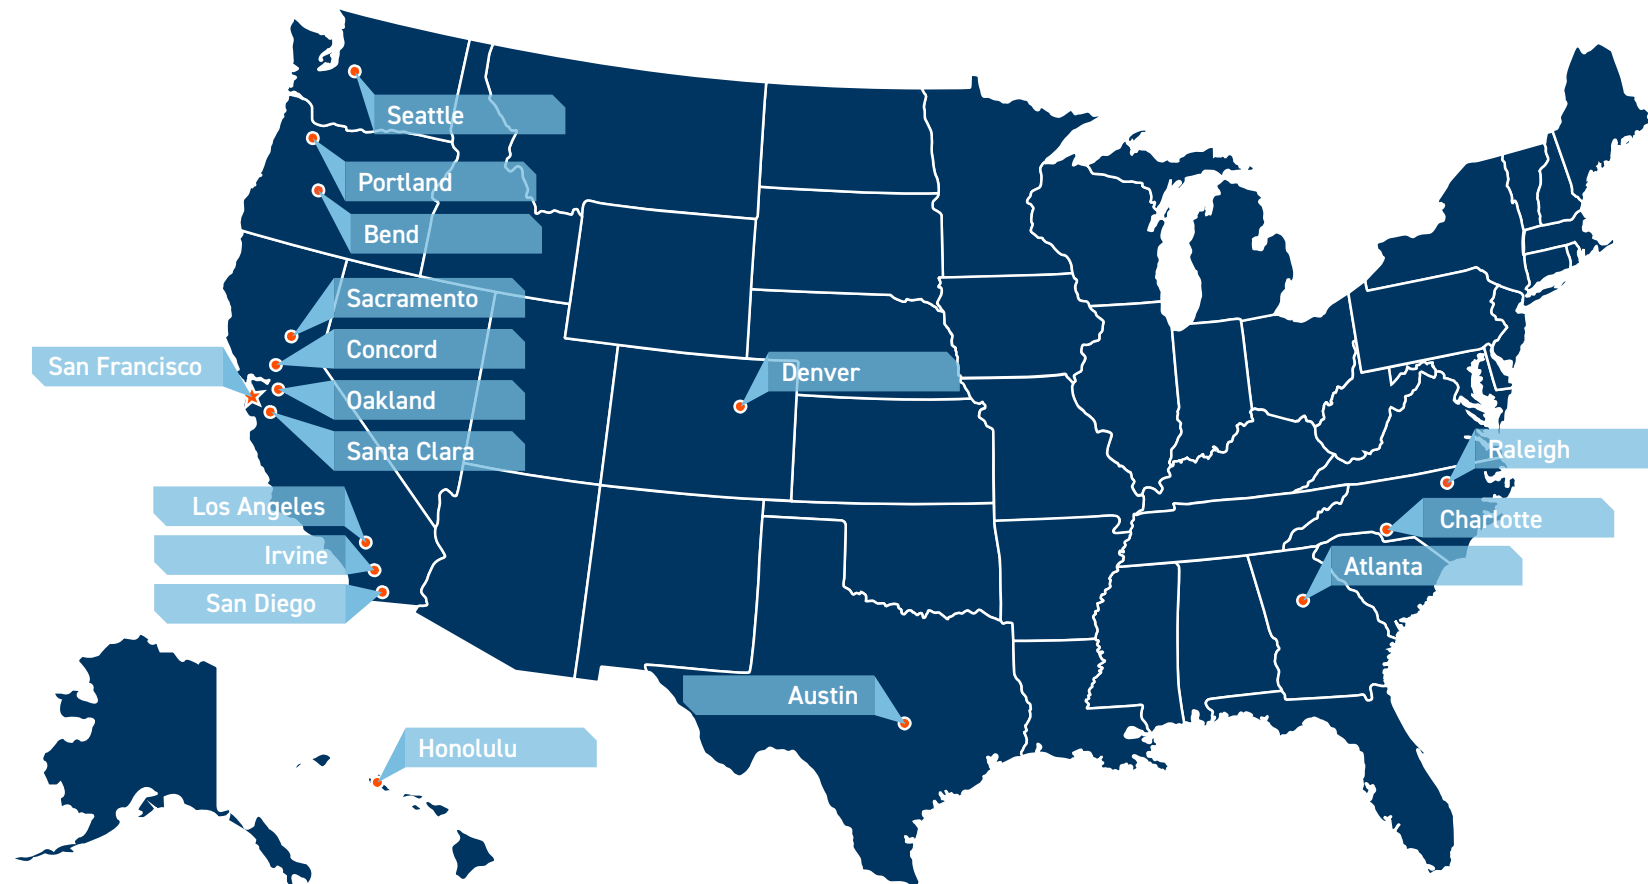 Seattle
Portland
Bend
Sacramento
Concord
San Francisco
Denver
Oakland
Santa Clara
Raleigh
Los Angeles
Charlotte
Irvine
Atlanta
San Diego
Austin
Honolulu